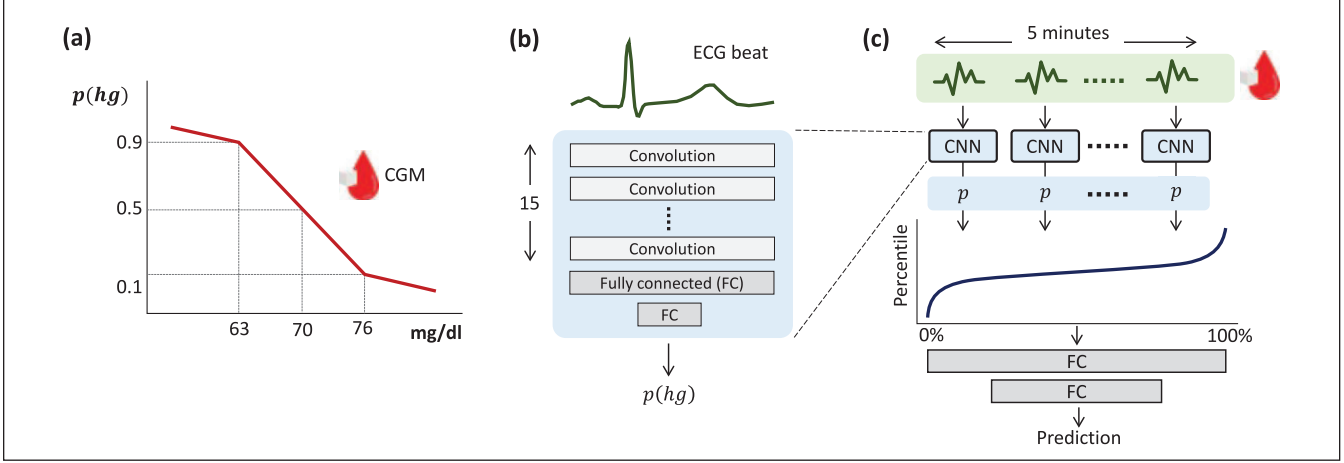 (a)
p(hg)
0.9
0.5
0.1
63
70
76
mg/dl
CGM
(b)
ECG beat
15
Convolution
Convolution
Convolution
Fully connected (FC)
FC
p(hg)
(c)
5 minutes
CNN
CNN
CNN
p
p
p
Percentile
0%
100%
FC
FC
Prediction